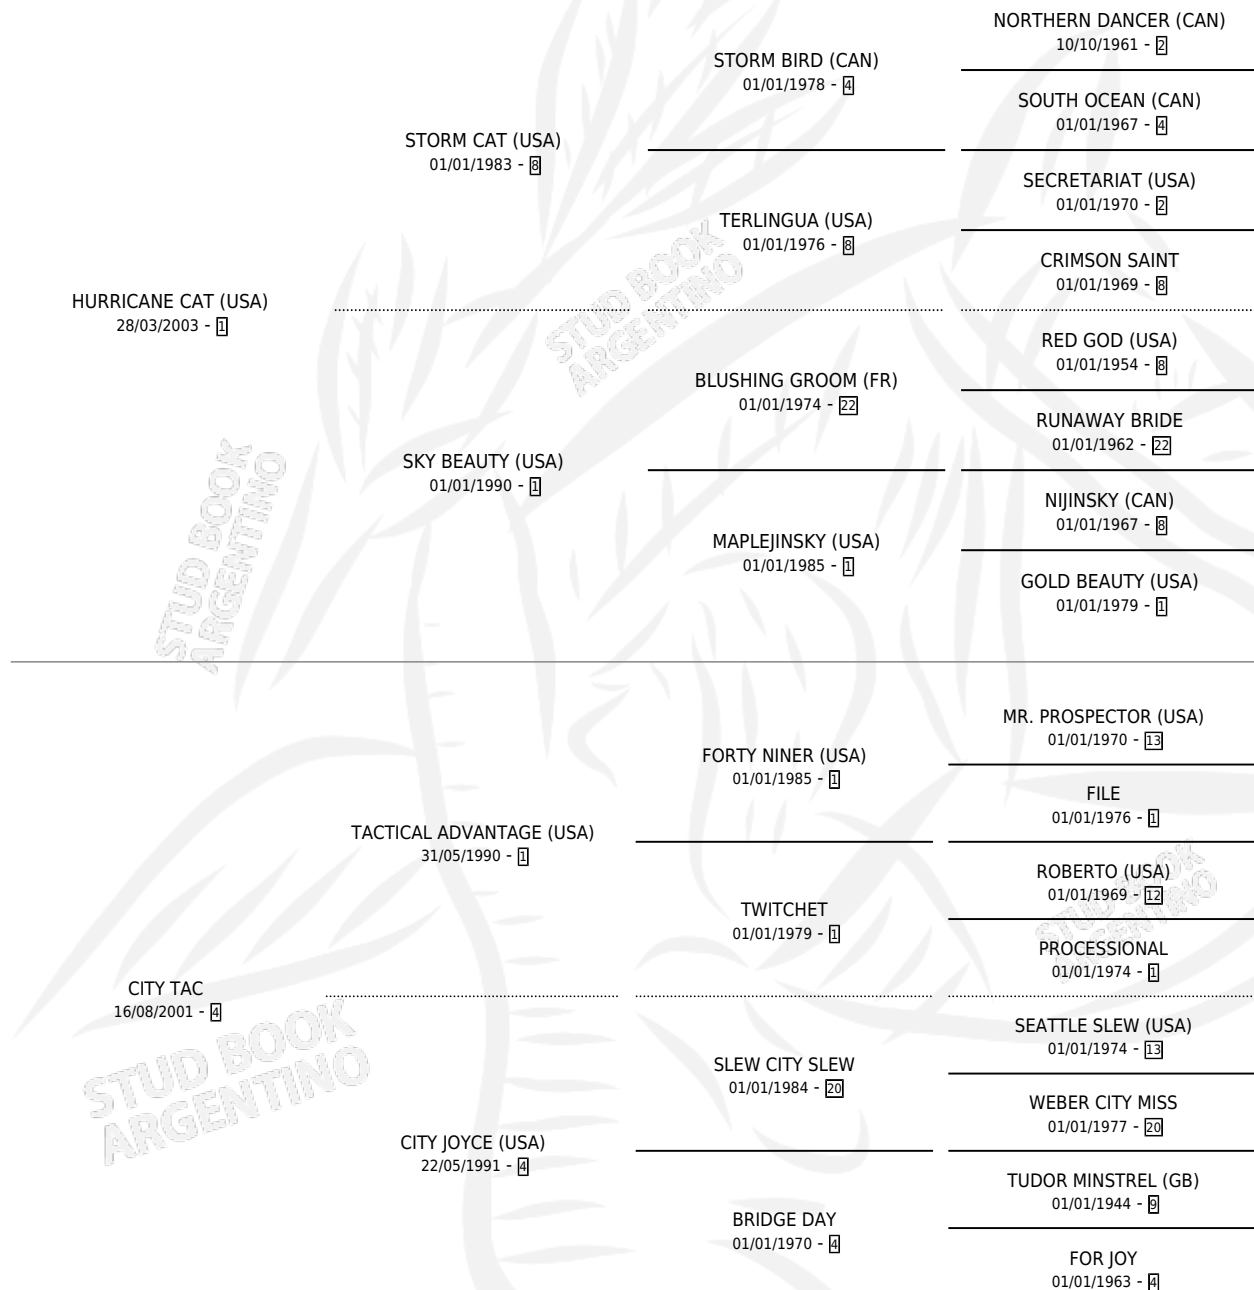 NORTHERN DANCER (CAN)
10/10/1961 - 2
STORM BIRD (CAN)
01/01/1978 - 4
SOUTH OCEAN (CAN)
01/01/1967 - 4
STORM CAT (USA)
01/01/1983 - 8
SECRETARIAT (USA)
01/01/1970 - 2
TERLINGUA (USA)
01/01/1976 - 8
CRIMSON SAINT
01/01/1969 - 8
HURRICANE CAT (USA)
28/03/2003 - 1
STUD BOOK
ARGENTINO
RED GOD (USA)
01/01/1954 - 8
BLUSHING GROOM (FR)
01/01/1974 - 22
RUNAWAY BRIDE
01/01/1962 - 22
SKY BEAUTY (USA)
01/01/1990 - 1
NIJINSKY (CAN)
01/01/1967 - 8
MAPLEJINSKY (USA)
01/01/1985 - 1
GOLD BEAUTY (USA)
01/01/1979 - 1
STUD BOOK
ARGENTINO
MR. PROSPECTOR (USA)
01/01/1970 - 13
FORTY NINER (USA)
01/01/1985 - 1
FILE
01/01/1976 - 1
TACTICAL ADVANTAGE (USA)
31/05/1990 - 1
ROBERTO (USA)
01/01/1969 - 12
TWITCHET
01/01/1979 - 1
STUD BOOK
ARGENTINO
PROCESSIONAL
01/01/1974 - 1
CITY TAC
16/08/2001 - 4
SEATTLE SLEW (USA)
01/01/1974 - 13
SLEW CITY SLEW
01/01/1984 - 20
STUD BOOK
ARGENTINO
WEBER CITY MISS
01/01/1977 - 20
CITY JOYCE (USA)
22/05/1991 - 4
TUDOR MINSTREL (GB)
01/01/1944 - 9
BRIDGE DAY
01/01/1970 - 4
FOR JOY
01/01/1963 - 4